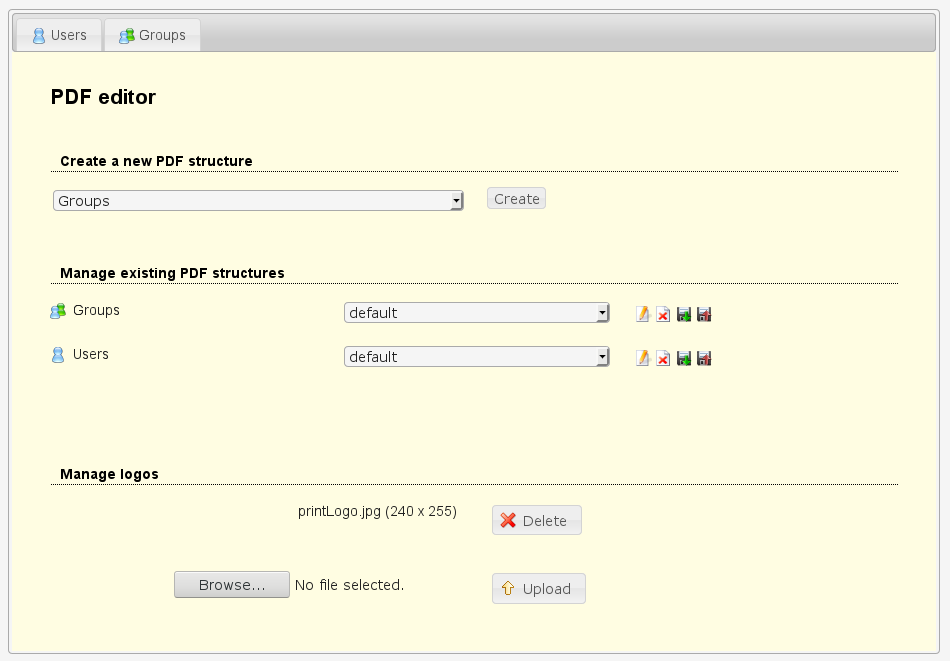 Users Groups
PDF editor
Create a new PDF structure
Groups Create
Manage existing PDF structures
Groups default
Users default
Manage logos
printLogo.jpg (240 x 255) Delete
Browse... No file selected. Upload